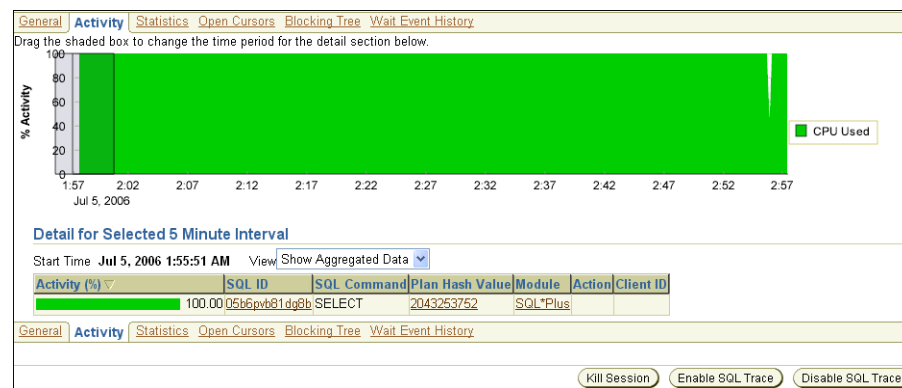 General Activity Statistics Open Cursors Blocking Tree Wait Event History
Drag the shaded box to change the time period for the detail section below.
100
80
60
40
20
0
% Activity
CPU Used
1:57 2:02 2:07 2:12 2:17 2:22 2:27 2:32 2:37 2:42 2:47 2:52 2:57
Jul 5, 2006
Detail for Selected 5 Minute Interval
Start Time Jul 5, 2006 1:55:51 AM View Show Aggregated Data
Activity (%) SQL ID SQL Command Plan Hash Value Module Action Client ID
100.00 05b6pvb81dg8b SELECT 2043253752 SQL*Plus
General Activity Statistics Open Cursors Blocking Tree Wait Event History
Kill Session Enable SQL Trace Disable SQL Trace